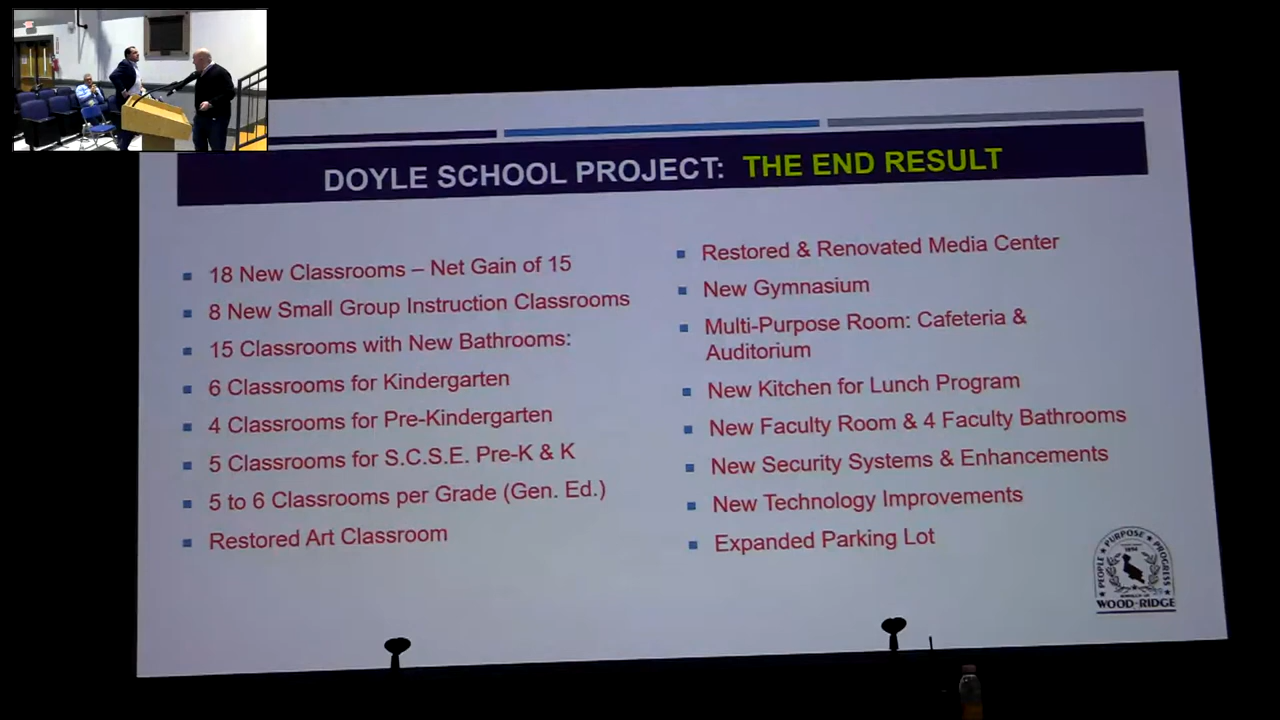 DOYLE SCHOOL PROJECT: THE END RESULT
18 New Classrooms – Net Gain of 15
8 New Small Group Instruction Classrooms
15 Classrooms with New Bathrooms:
6 Classrooms for Kindergarten
4 Classrooms for Pre-Kindergarten
5 Classrooms for S.C.S.E. Pre-K & K
5 to 6 Classrooms per Grade (Gen. Ed.)
Restored Art Classroom
Restored & Renovated Media Center
New Gymnasium
Multi-Purpose Room: Cafeteria &
Auditorium
New Kitchen for Lunch Program
New Faculty Room & 4 Faculty Bathrooms
New Security Systems & Enhancements
New Technology Improvements
Expanded Parking Lot
PEOPLE ★ PURPOSE ★ PROGRESS
1894
WOOD-RIDGE